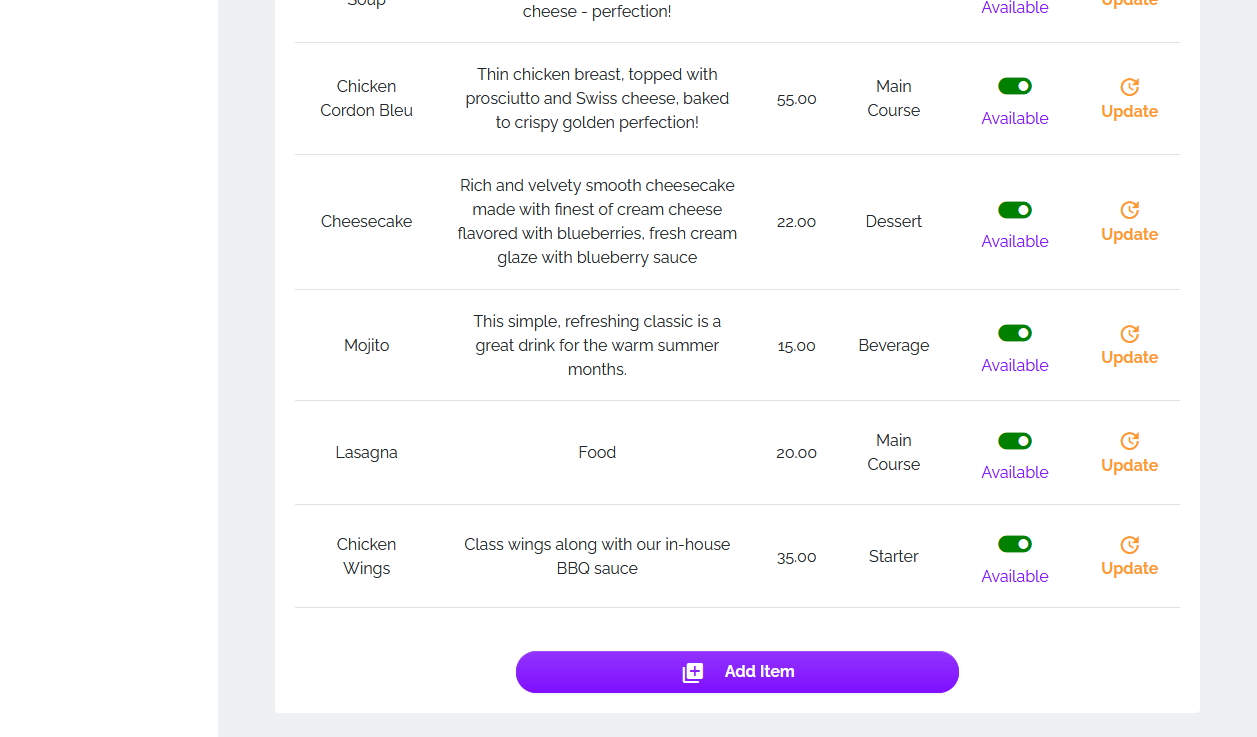 Soup
cheese - perfection!
Available
Update
Chicken
Cordon Bleu
Thin chicken breast, topped with
prosciutto and Swiss cheese, baked
to crispy golden perfection!
55.00
Main
Course
Available
Update
Cheesecake
Rich and velvety smooth cheesecake
made with finest of cream cheese
flavored with blueberries, fresh cream
glaze with blueberry sauce
22.00
Dessert
Available
Update
Mojito
This simple, refreshing classic is a
great drink for the warm summer
months.
15.00
Beverage
Available
Update
Lasagna
Food
20.00
Main
Course
Available
Update
Chicken
Wings
Class wings along with our in-house
BBQ sauce
35.00
Starter
Available
Update
Add Item